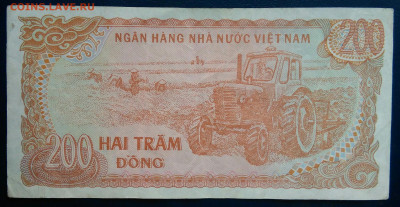 COINS.LAVE.RU
NGÂN HÀNG NHÀ NƯỚC VIỆT NAM
200
200 HAI TRĂM
ĐỒNG